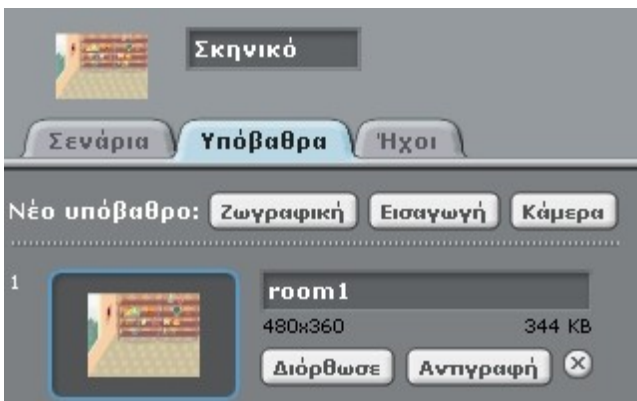 Σκηνικό
Σενάρια Υπόβαθρα Ήχοι
Νέο υπόβαθρο: Ζωγραφική Εισαγωγή Κάμερα
1
room1
480x360 344 KB
Διόρθωσε Αντιγραφή